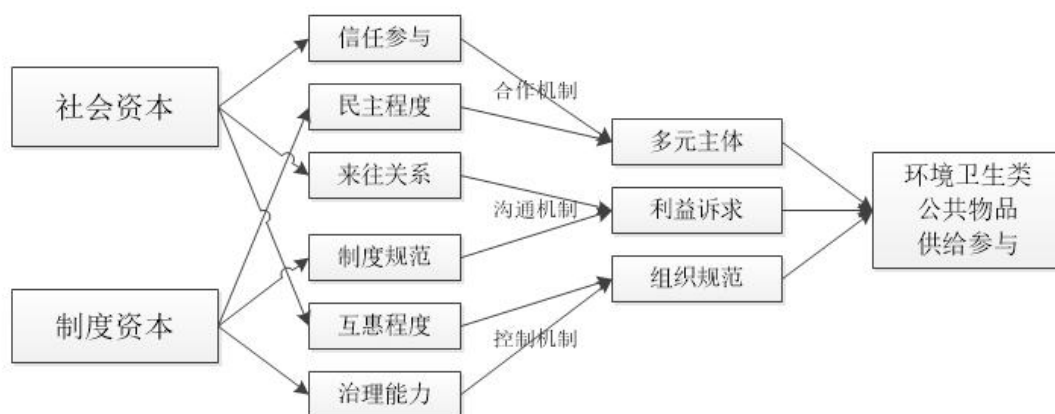 社会资本
制度资本
信任参与
民主程度
来往关系
制度规范
互惠程度
治理能力
合作机制
沟通机制
控制机制
多元主体
利益诉求
组织规范
环境卫生类
公共物品
供给参与